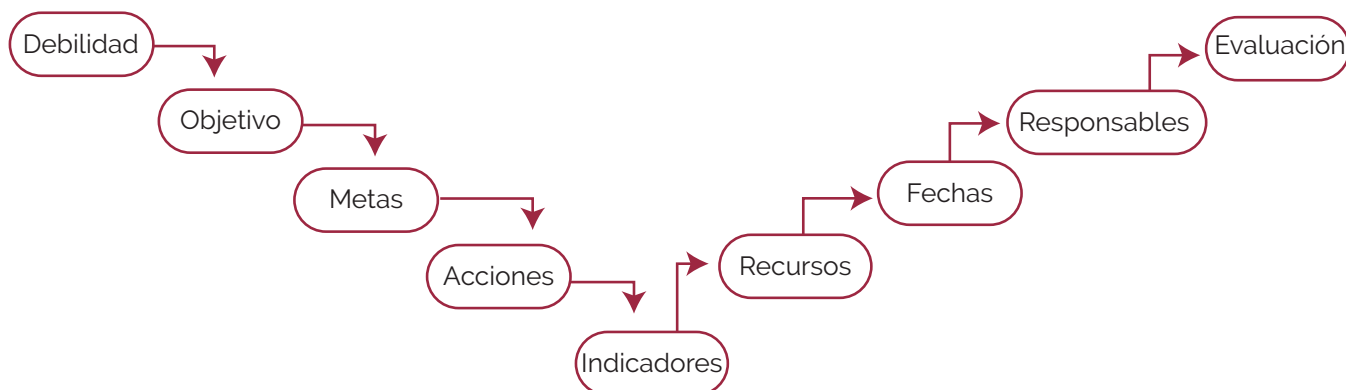 Debilidad
Objetivo
Metas
Acciones
Indicadores
Recursos
Fechas
Responsables
Evaluación